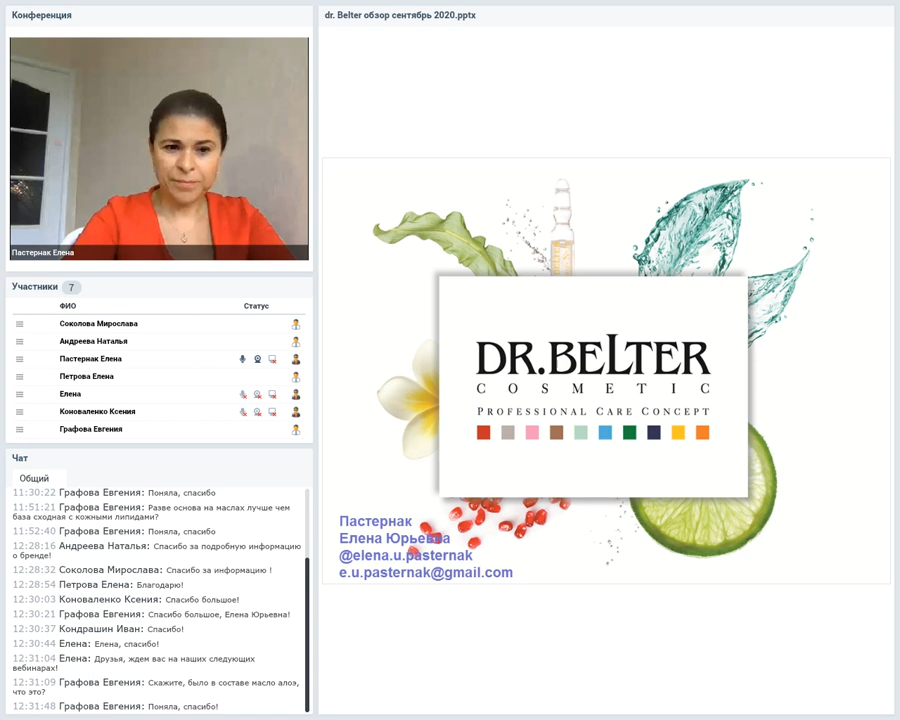 Конференция
Пастернак Елена
Участники 7
ФИО Статус
Соколова Мирослава
Андреева Наталья
Пастернак Елена
Петрова Елена
Елена
Коноваленко Ксения
Графова Евгения
Чат
Общий
11:30:22 Графова Евгения: Поняла, спасибо
11:51:21 Графова Евгения: Разве основа на маслах лучше чем
база сходная с кожными липидами?
11:52:40 Графова Евгения: Поняла, спасибо
12:28:16 Андреева Наталья: Спасибо за подробную информацию
о бренде!
12:28:32 Соколова Мирослава: Спасибо за информацию !
12:28:54 Петрова Елена: Благодарю!
12:30:03 Коноваленко Ксения: Спасибо большое!
12:30:21 Графова Евгения: Спасибо большое, Елена Юрьевна!
12:30:37 Кондрашин Иван: Спасибо!
12:30:44 Елена: Елена, спасибо!
12:31:04 Елена: Друзья, ждем вас на наших следующих
вебинарах!
12:31:09 Графова Евгения: Скажите, было в составе масло алоэ,
что это?
12:31:48 Графова Евгения: Поняла, спасибо!
dr. Belter обзор сентябрь 2020.pptx
DR.BELTER
COSMETIC
PROFESSIONAL CARE CONCEPT
Пастернак
Елена Юрьевна
@elena.u.pasternak
e.u.pasternak@gmail.com